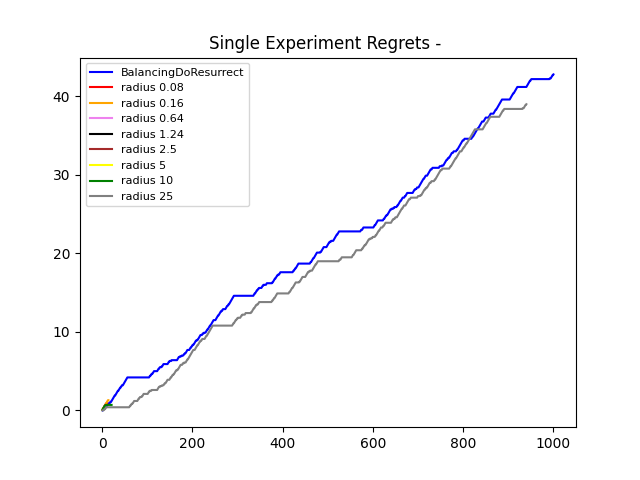 Single Experiment Regrets -
BalancingDoResurrect
radius 0.08
radius 0.16
radius 0.64
radius 1.24
radius 2.5
radius 5
radius 10
radius 25
40
30
20
10
0
0 200 400 600 800 1000